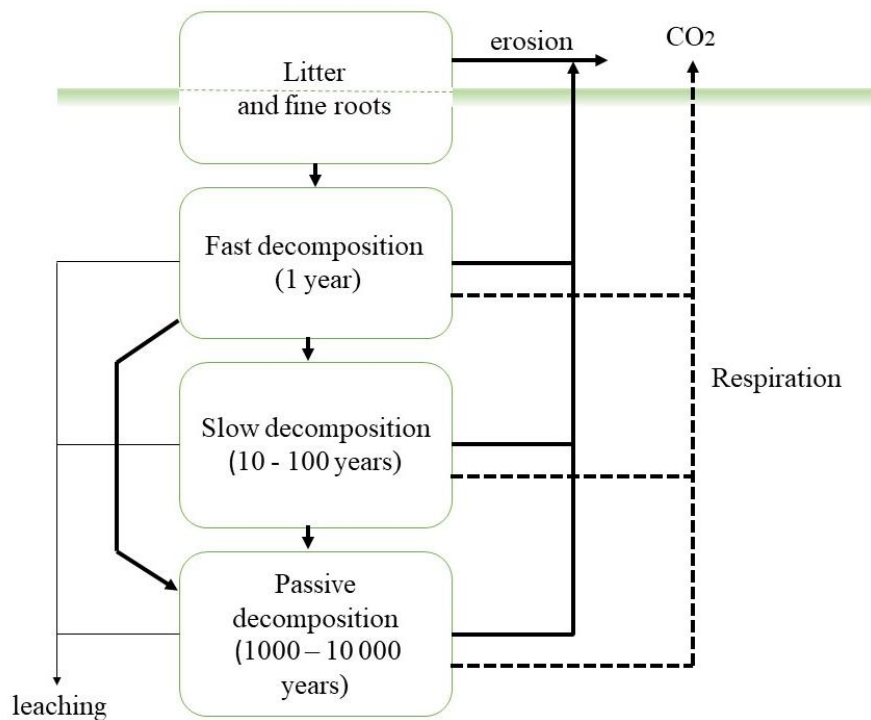 erosion
CO2
Litter
and fine roots
Fast decomposition
(1 year)
Respiration
Slow decomposition
(10 - 100 years)
Passive
decomposition
(1000 – 10 000
years)
leaching